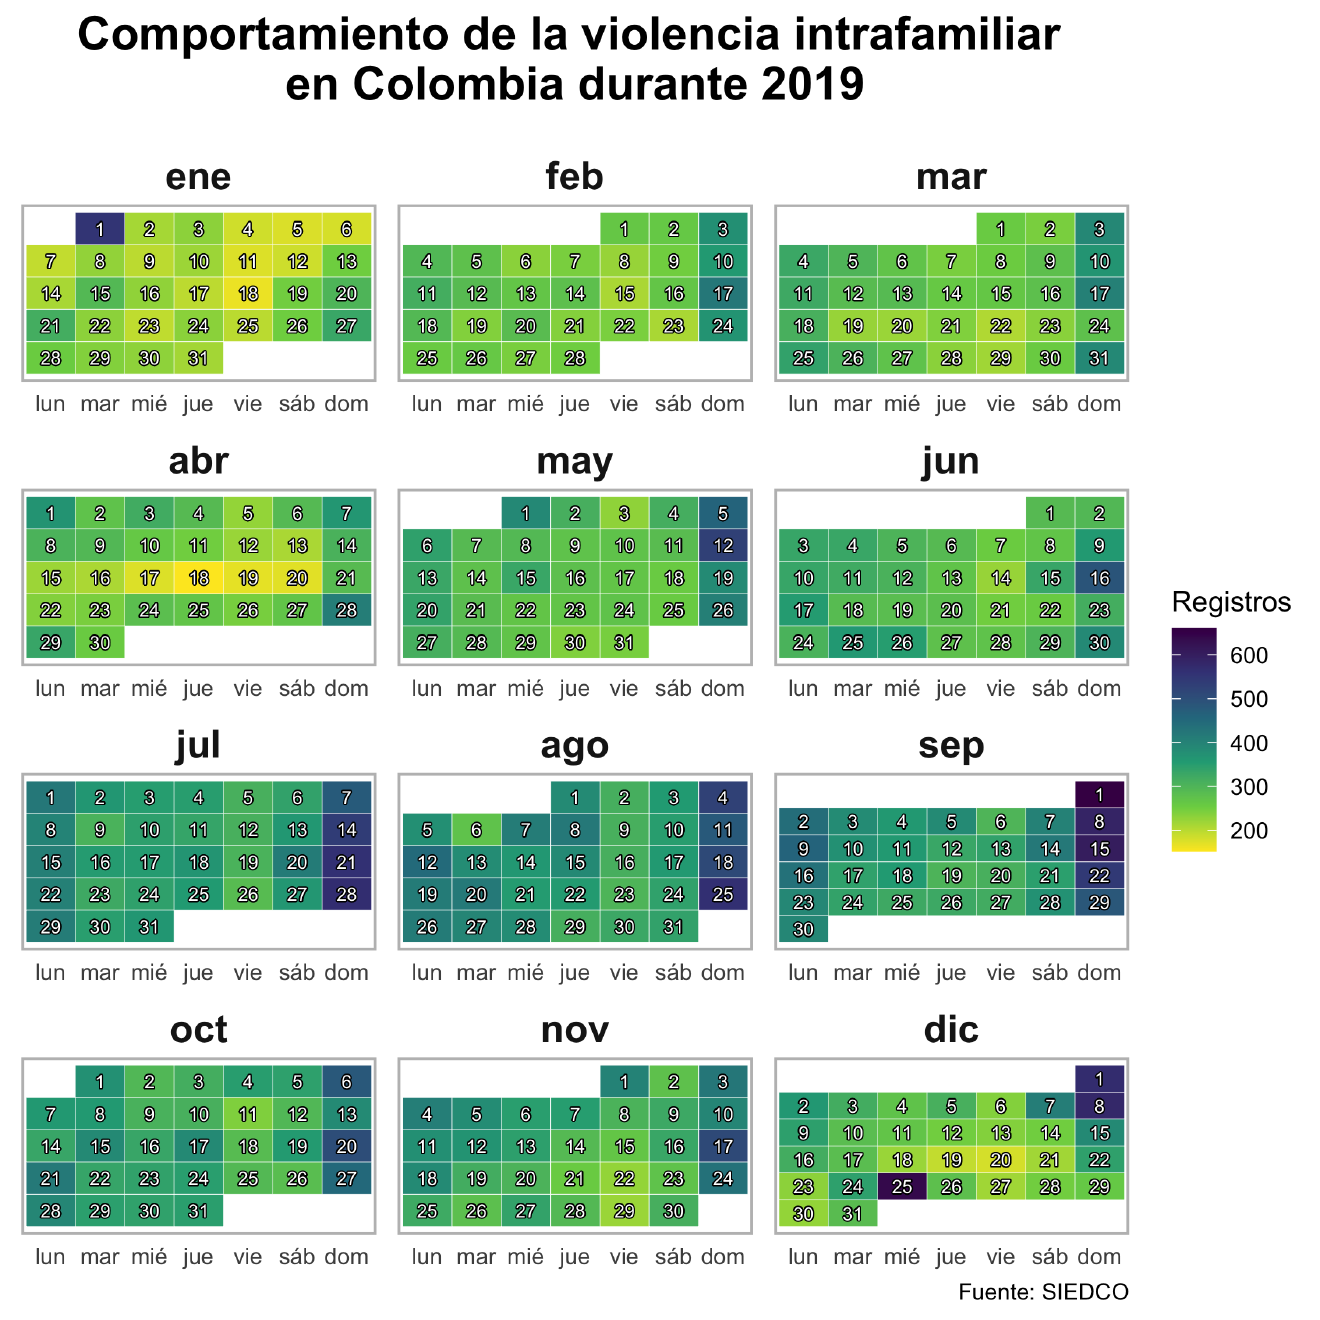 Comportamiento de la violencia intrafamiliar
en Colombia durante 2019
ene feb mar
1 2 3 4 5 6 1 2 3 1 2 3
7 8 9 10 11 12 13 4 5 6 7 8 9 10 4 5 6 7 8 9 10
14 15 16 17 18 19 20 11 12 13 14 15 16 17 11 12 13 14 15 16 17
21 22 23 24 25 26 27 18 19 20 21 22 23 24 18 19 20 21 22 23 24
28 29 30 31 25 26 27 28 25 26 27 28 29 30 31
lun mar mié jue vie sáb dom lun mar mié jue vie sáb dom lun mar mié jue vie sáb dom
abr may jun
1 2 3 4 5 6 7 1 2 3 4 5 1 2
8 9 10 11 12 13 14 6 7 8 9 10 11 12 3 4 5 6 7 8 9
15 16 17 18 19 20 21 13 14 15 16 17 18 19 10 11 12 13 14 15 16
22 23 24 25 26 27 28 20 21 22 23 24 25 26 17 18 19 20 21 22 23
29 30 27 28 29 30 31 24 25 26 27 28 29 30
lun mar mié jue vie sáb dom lun mar mié jue vie sáb dom lun mar mié jue vie sáb dom
jul ago sep
1 2 3 4 5 6 7 1 2 3 4 1
8 9 10 11 12 13 14 5 6 7 8 9 10 11 2 3 4 5 6 7 8
15 16 17 18 19 20 21 12 13 14 15 16 17 18 9 10 11 12 13 14 15
22 23 24 25 26 27 28 19 20 21 22 23 24 25 16 17 18 19 20 21 22
29 30 31 26 27 28 29 30 31 23 24 25 26 27 28 29
30
lun mar mié jue vie sáb dom lun mar mié jue vie sáb dom lun mar mié jue vie sáb dom
oct nov dic
1 2 3 4 5 6 1 2 3 1
7 8 9 10 11 12 13 4 5 6 7 8 9 10 2 3 4 5 6 7 8
14 15 16 17 18 19 20 11 12 13 14 15 16 17 9 10 11 12 13 14 15
21 22 23 24 25 26 27 18 19 20 21 22 23 24 16 17 18 19 20 21 22
28 29 30 31 25 26 27 28 29 30 23 24 25 26 27 28 29
30 31
lun mar mié jue vie sáb dom lun mar mié jue vie sáb dom lun mar mié jue vie sáb dom
Registros
600
500
400
300
200
Fuente: SIEDCO